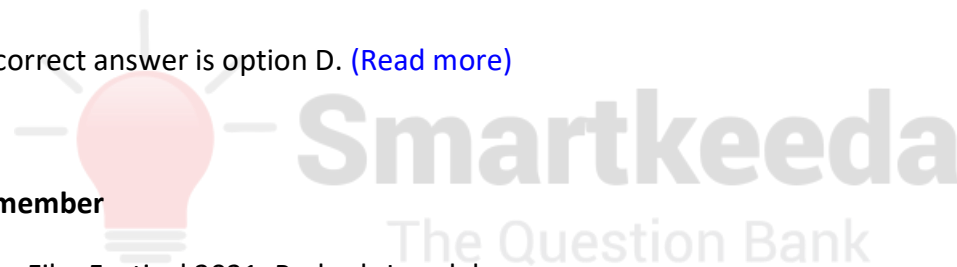 correct answer is option D. (Read more)
Smartkeeda
member
The Question Bank